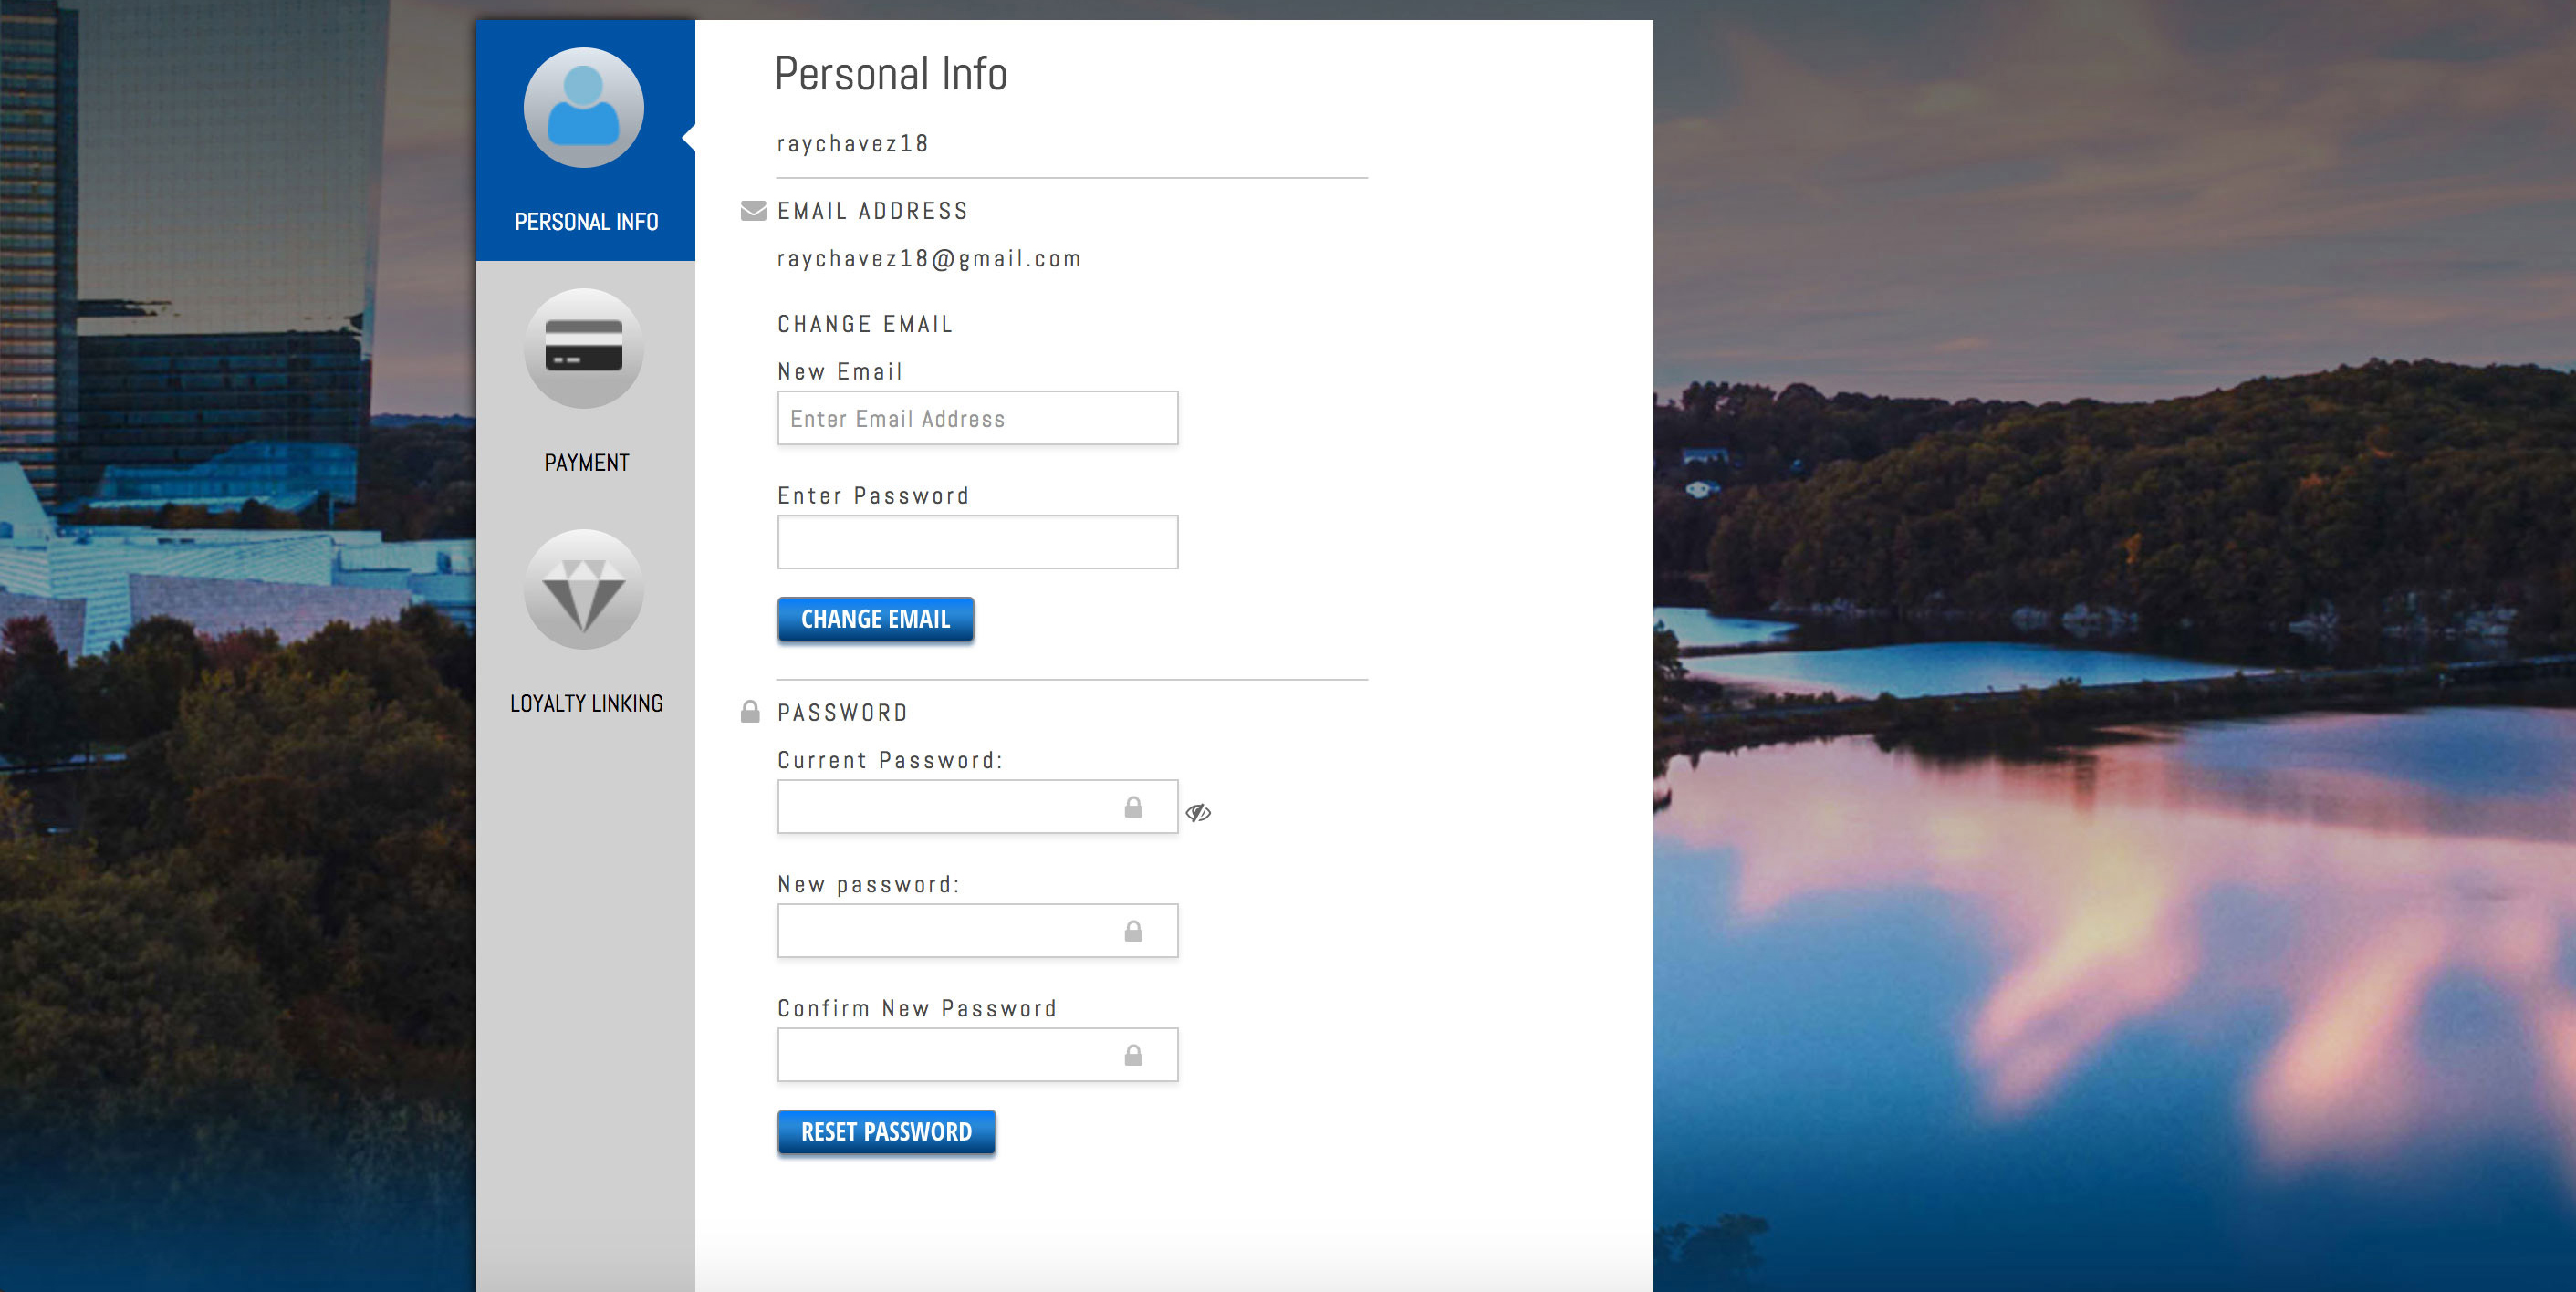 Personal Info
raychavez18
EMAIL ADDRESS
raychavez18@gmail.com
CHANGE EMAIL
New Email
Enter Email Address
Enter Password
CHANGE EMAIL
PASSWORD
Current Password:
New password:
Confirm New Password
RESET PASSWORD
PERSONAL INFO
PAYMENT
LOYALTY LINKING